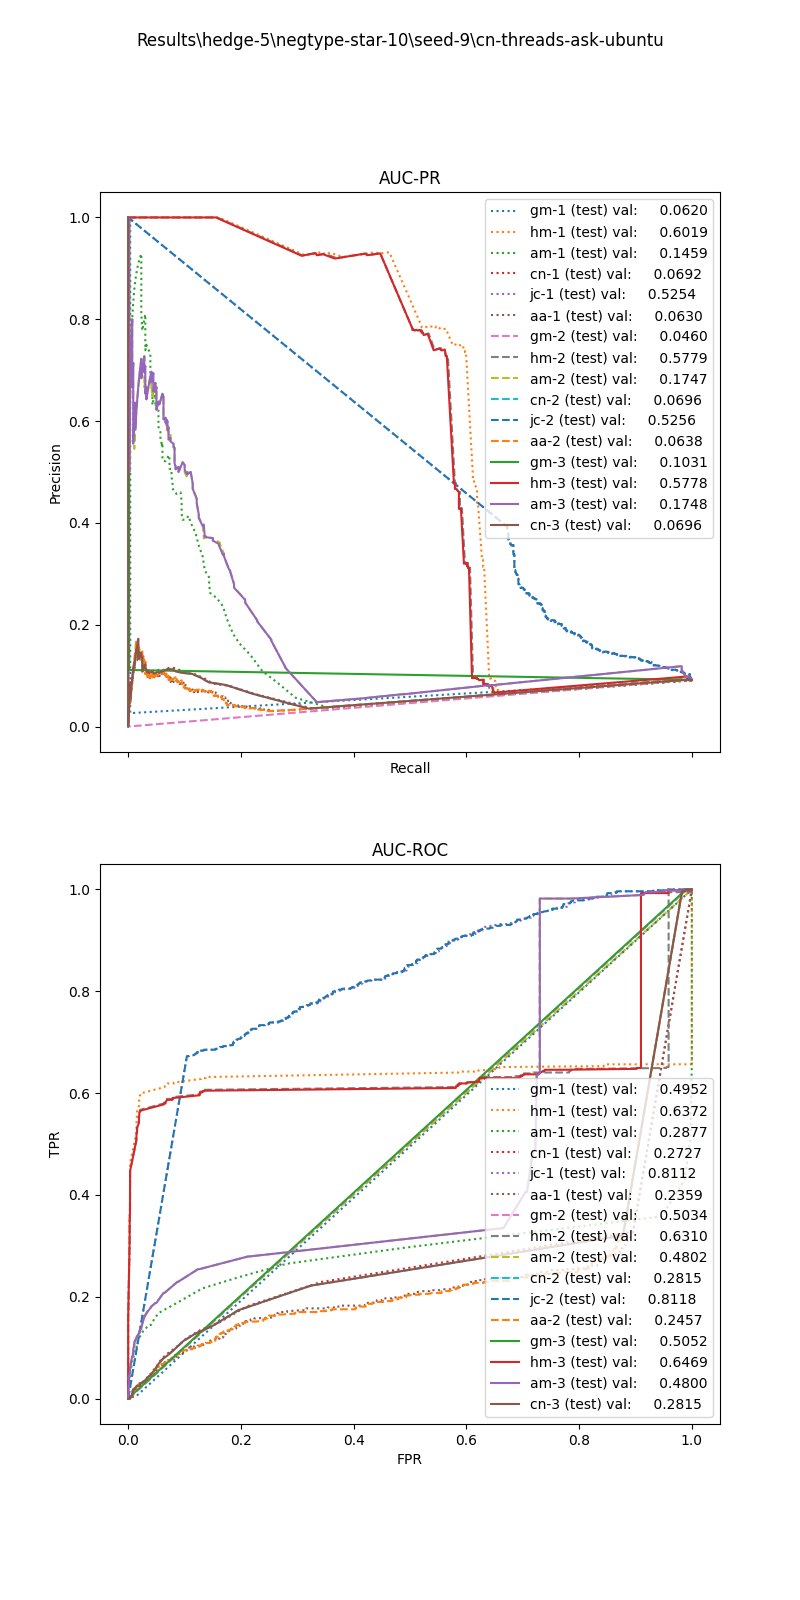 Results\hedge-5\negtype-star-10\seed-9\cn-threads-ask-ubuntu
AUC-PR
1.0
0.8
0.6
0.4
0.2
0.0
Precision
Recall
gm-1 (test) val: 0.0620
hm-1 (test) val: 0.6019
am-1 (test) val: 0.1459
cn-1 (test) val: 0.0692
jc-1 (test) val: 0.5254
aa-1 (test) val: 0.0630
gm-2 (test) val: 0.0460
hm-2 (test) val: 0.5779
am-2 (test) val: 0.1747
cn-2 (test) val: 0.0696
jc-2 (test) val: 0.5256
aa-2 (test) val: 0.0638
gm-3 (test) val: 0.1031
hm-3 (test) val: 0.5778
am-3 (test) val: 0.1748
cn-3 (test) val: 0.0696
AUC-ROC
1.0
0.8
0.6
0.4
0.2
0.0
TPR
0.0 0.2 0.4 0.6 0.8 1.0
FPR
gm-1 (test) val: 0.4952
hm-1 (test) val: 0.6372
am-1 (test) val: 0.2877
cn-1 (test) val: 0.2727
jc-1 (test) val: 0.8112
aa-1 (test) val: 0.2359
gm-2 (test) val: 0.5034
hm-2 (test) val: 0.6310
am-2 (test) val: 0.4802
cn-2 (test) val: 0.2815
jc-2 (test) val: 0.8118
aa-2 (test) val: 0.2457
gm-3 (test) val: 0.5052
hm-3 (test) val: 0.6469
am-3 (test) val: 0.4800
cn-3 (test) val: 0.2815